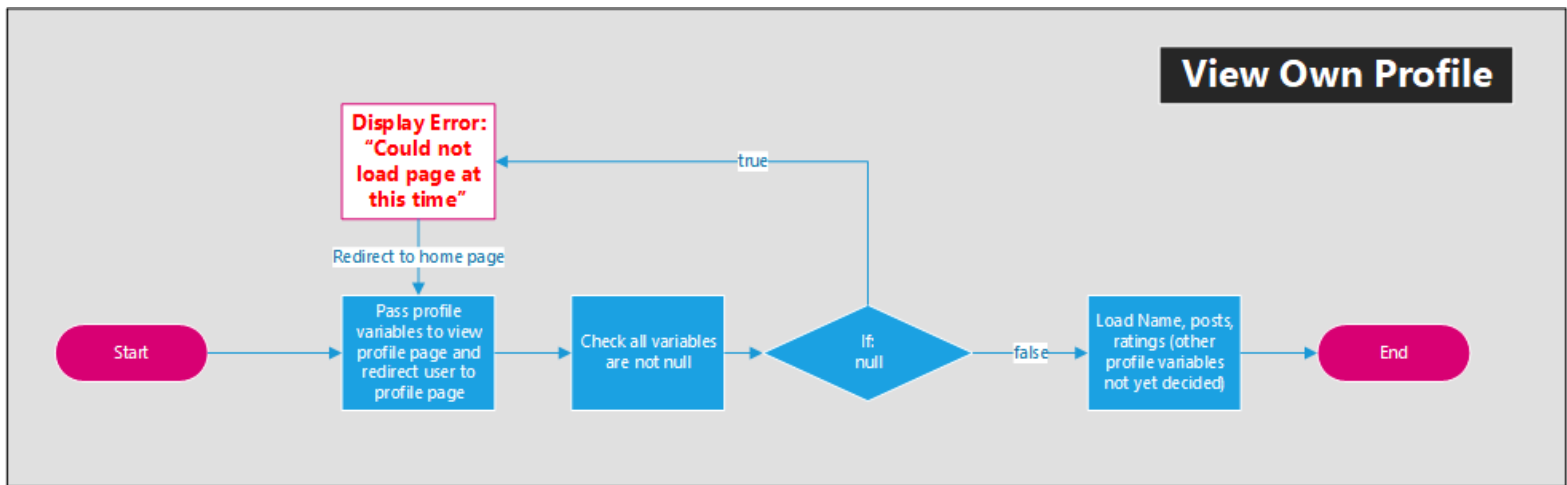 View Own Profile
Display Error:
“Could not
load page at
this time”
true
Redirect to home page
Start
Pass profile
variables to view
profile page and
redirect user to
profile page
Check all variables
are not null
If:
null
false
Load Name, posts,
ratings (other
profile variables
not yet decided)
End